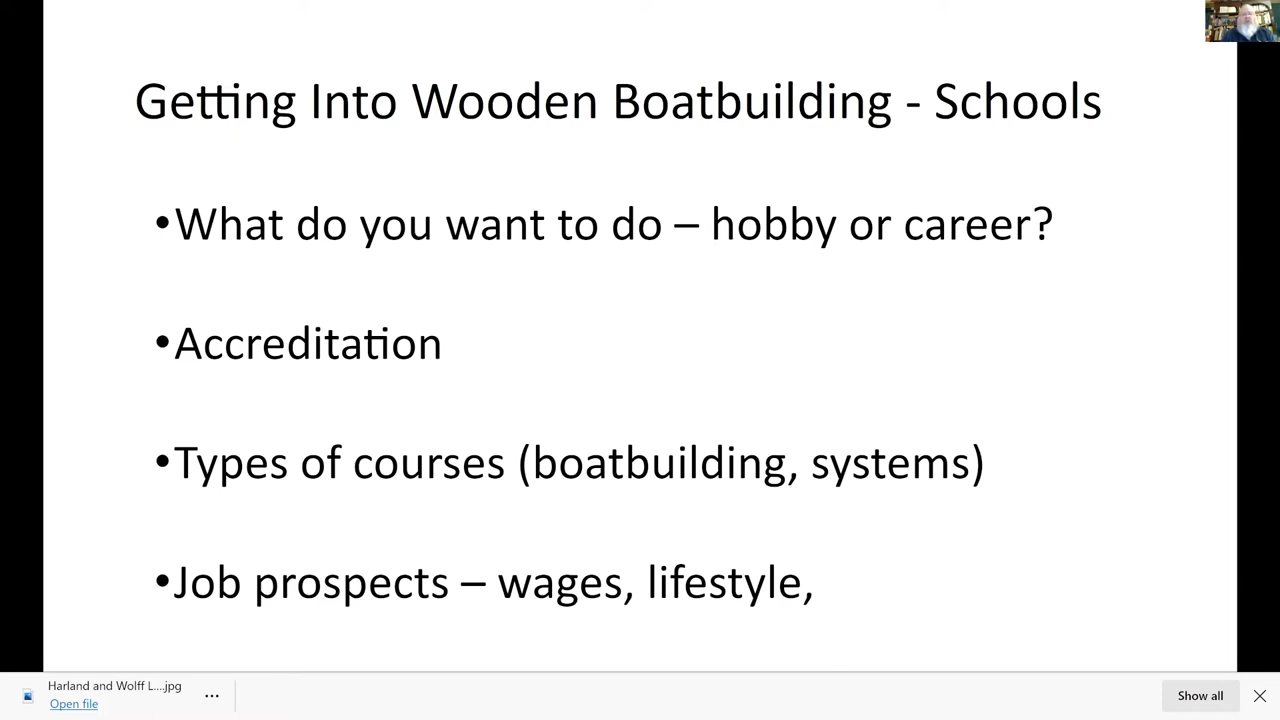 Getting Into Wooden Boatbuilding - Schools
•What do you want to do – hobby or career?
•Accreditation
•Types of courses (boatbuilding, systems)
•Job prospects – wages, lifestyle,
Harland and Wolff L....jpg
Open file
Show all